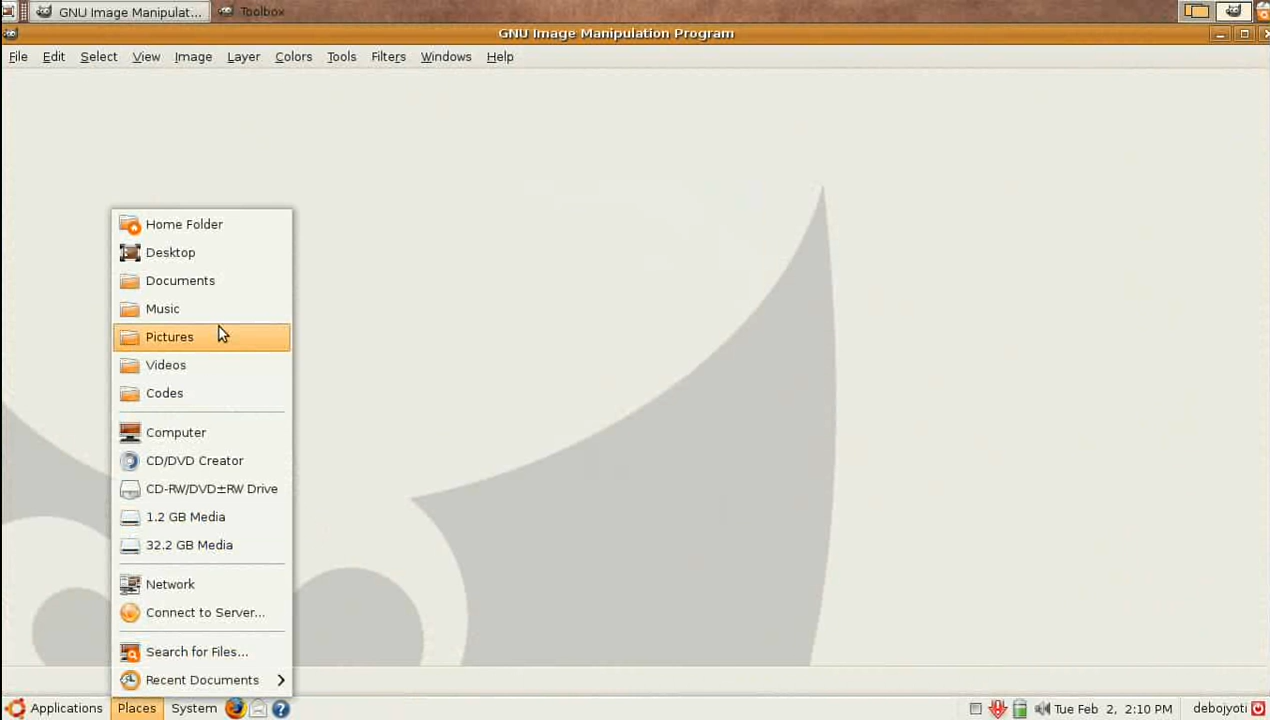 GNU Image Manipulat... Toolbox
GNU Image Manipulation Program
File Edit Select View Image Layer Colors Tools Filters Windows Help
Home Folder
Desktop
Documents
Music
Pictures
Videos
Codes
Computer
CD/DVD Creator
CD-RW/DVD±RW Drive
1.2 GB Media
32.2 GB Media
Network
Connect to Server...
Search for Files...
Recent Documents
Applications Places System Tue Feb 2, 2:10 PM debojyoti